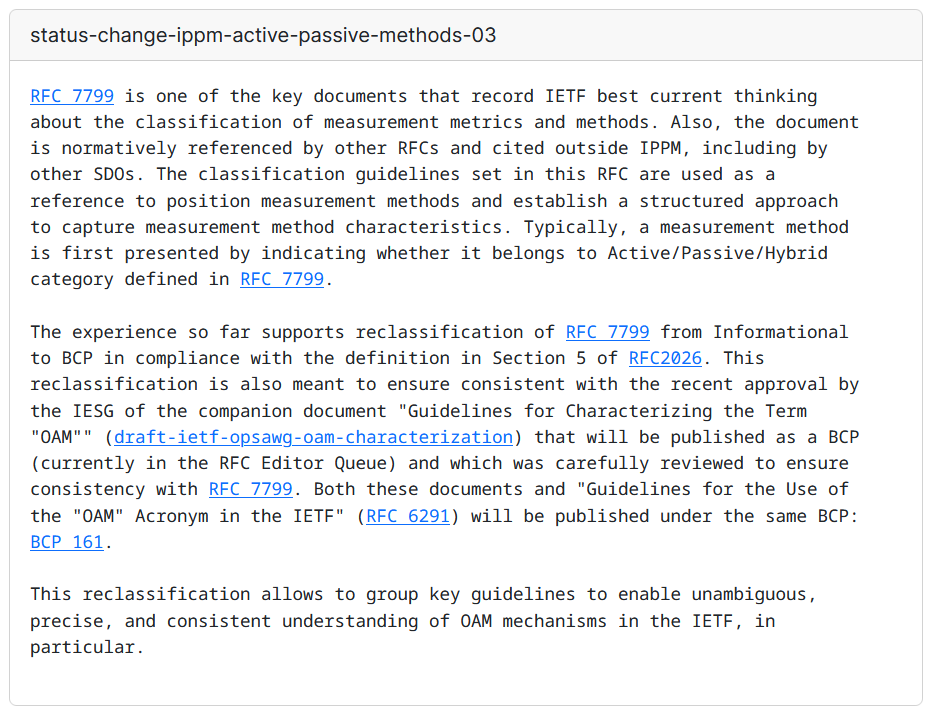 status-change-ippm-active-passive-methods-03
RFC 7799 is one of the key documents that record IETF best current thinking
about the classification of measurement metrics and methods. Also, the document
is normatively referenced by other RFCs and cited outside IPPM, including by
other SDOs. The classification guidelines set in this RFC are used as a
reference to position measurement methods and establish a structured approach
to capture measurement method characteristics. Typically, a measurement method
is first presented by indicating whether it belongs to Active/Passive/Hybrid
category defined in RFC 7799.
The experience so far supports reclassification of RFC 7799 from Informational
to BCP in compliance with the definition in Section 5 of RFC2026. This
reclassification is also meant to ensure consistent with the recent approval by
the IESG of the companion document "Guidelines for Characterizing the Term
"OAM"" (draft-ietf-opsawg-oam-characterization) that will be published as a BCP
(currently in the RFC Editor Queue) and which was carefully reviewed to ensure
consistency with RFC 7799. Both these documents and "Guidelines for the Use of
the "OAM" Acronym in the IETF" (RFC 6291) will be published under the same BCP:
BCP 161.
This reclassification allows to group key guidelines to enable unambiguous,
precise, and consistent understanding of OAM mechanisms in the IETF, in
particular.